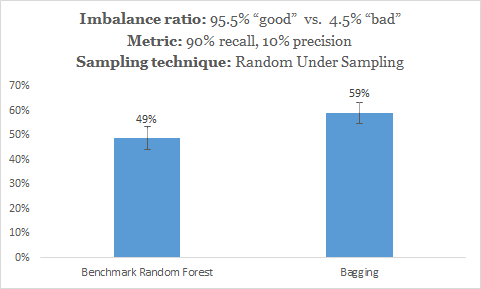 Imbalance ratio: 95.5% “good” vs. 4.5% “bad”
Metric: 90% recall, 10% precision
Sampling technique: Random Under Sampling
70%
60%
50%
40%
30%
20%
10%
0%
49%
59%
Benchmark Random Forest
Bagging